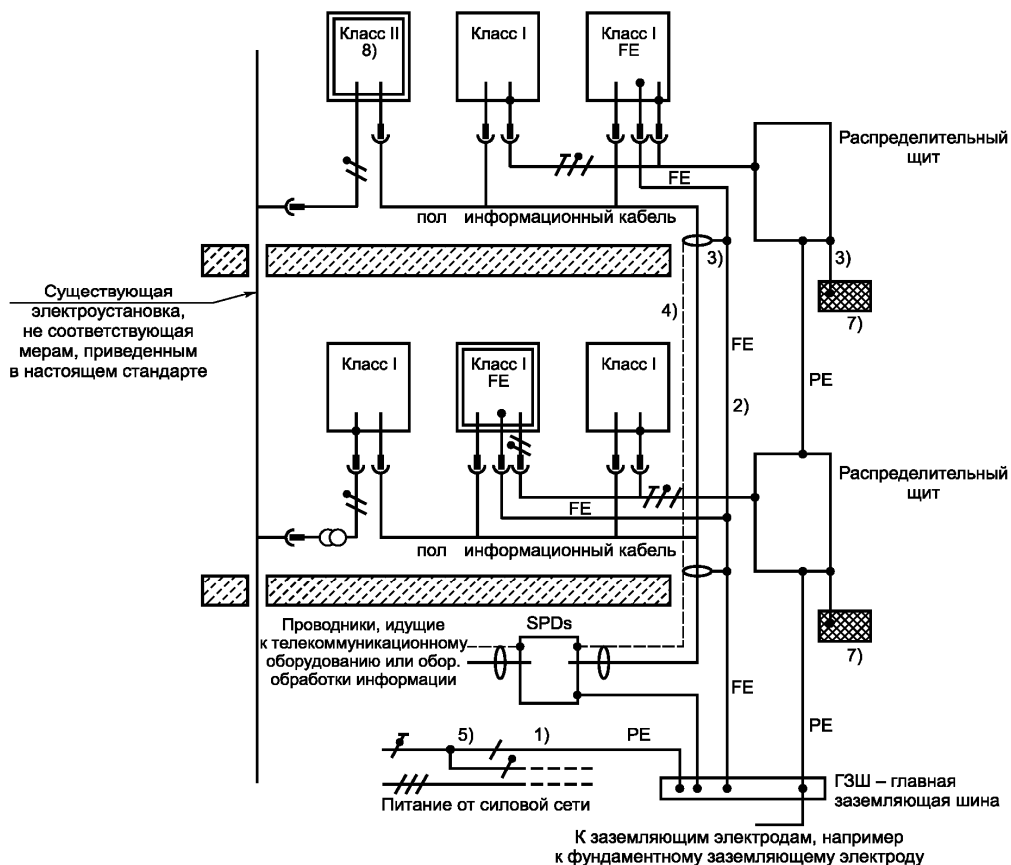 Класс II
8)
Класс I
Класс I
FE
Распределительный
щит
FE
пол информационный кабель
3)
3)
Существующая
электроустановка,
не соответствующая
мерам, приведенным
в настоящем стандарте
4)
7)
FE
Класс I
Класс I
FE
Класс I
PE
2)
Распределительный
щит
FE
пол информационный кабель
Проводники, идущие
к телекоммуникационному
оборудованию или обор.
обработки информации
SPDs
7)
FE
PE
5)
1)
PE
Питание от силовой сети
ГЗШ – главная
заземляющая шина
К заземляющим электродам, например
к фундаментному заземляющему электроду